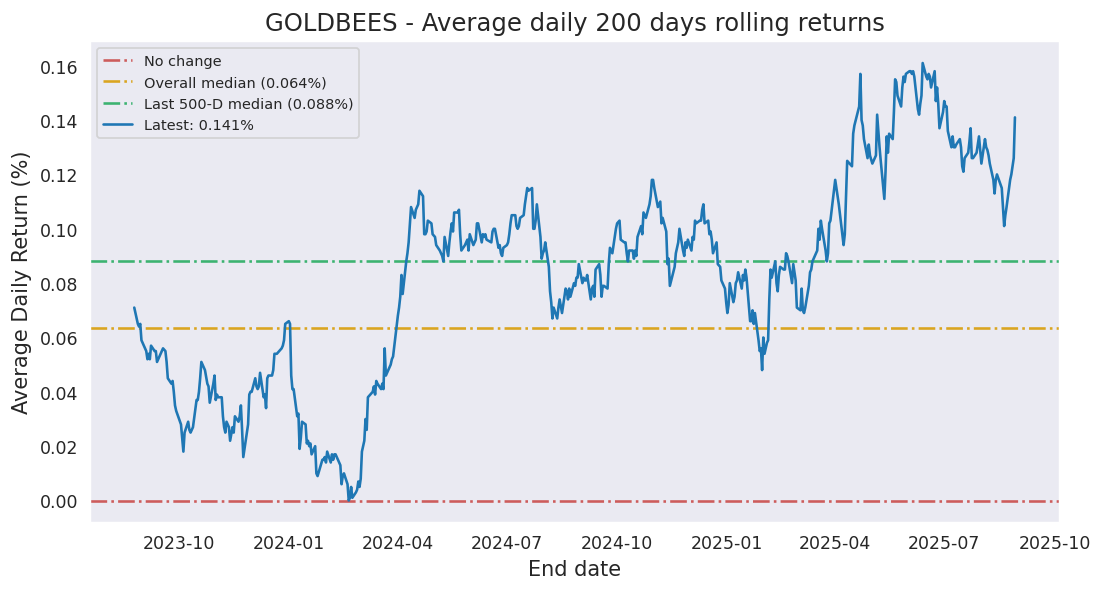 GOLDBEES - Average daily 200 days rolling returns
No change
Overall median (0.064%)
Last 500-D median (0.088%)
Latest: 0.141%
Average Daily Return (%)
0.16
0.14
0.12
0.10
0.08
0.06
0.04
0.02
0.00
2023-10 2024-01 2024-04 2024-07 2024-10 2025-01 2025-04 2025-07 2025-10
End date